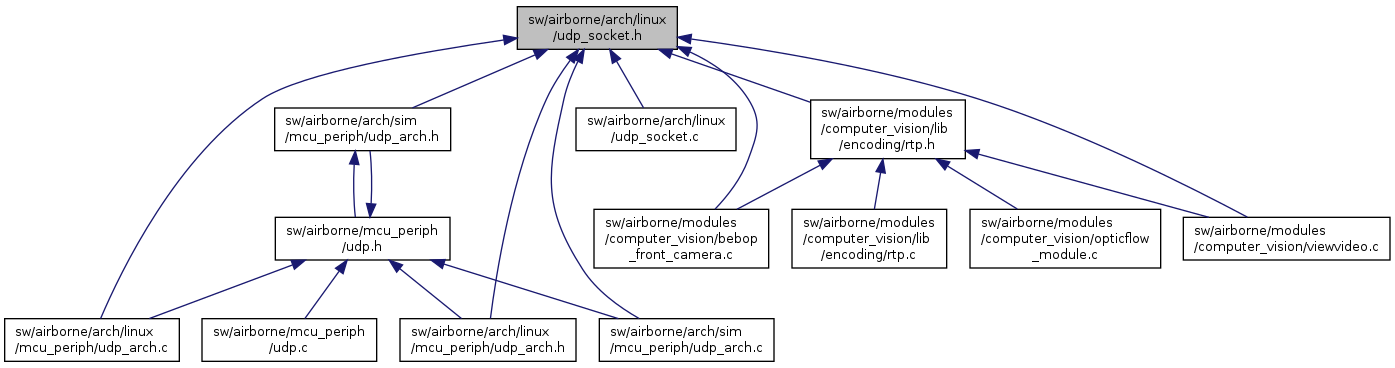 sw/airborne/arch/linux
/udp_socket.h
sw/airborne/arch/sim
/mcu_periph/udp_arch.h
sw/airborne/arch/linux
/udp_socket.c
sw/airborne/modules
/computer_vision/lib
/encoding/rtp.h
sw/airborne/mcu_periph
/udp.h
sw/airborne/modules
/computer_vision/bebop
_front_camera.c
sw/airborne/modules
/computer_vision/lib
/encoding/rtp.c
sw/airborne/modules
/computer_vision/opticflow
_module.c
sw/airborne/modules
/computer_vision/viewvideo.c
sw/airborne/arch/linux
/mcu_periph/udp_arch.c
sw/airborne/mcu_periph
/udp.c
sw/airborne/arch/linux
/mcu_periph/udp_arch.h
sw/airborne/arch/sim
/mcu_periph/udp_arch.c